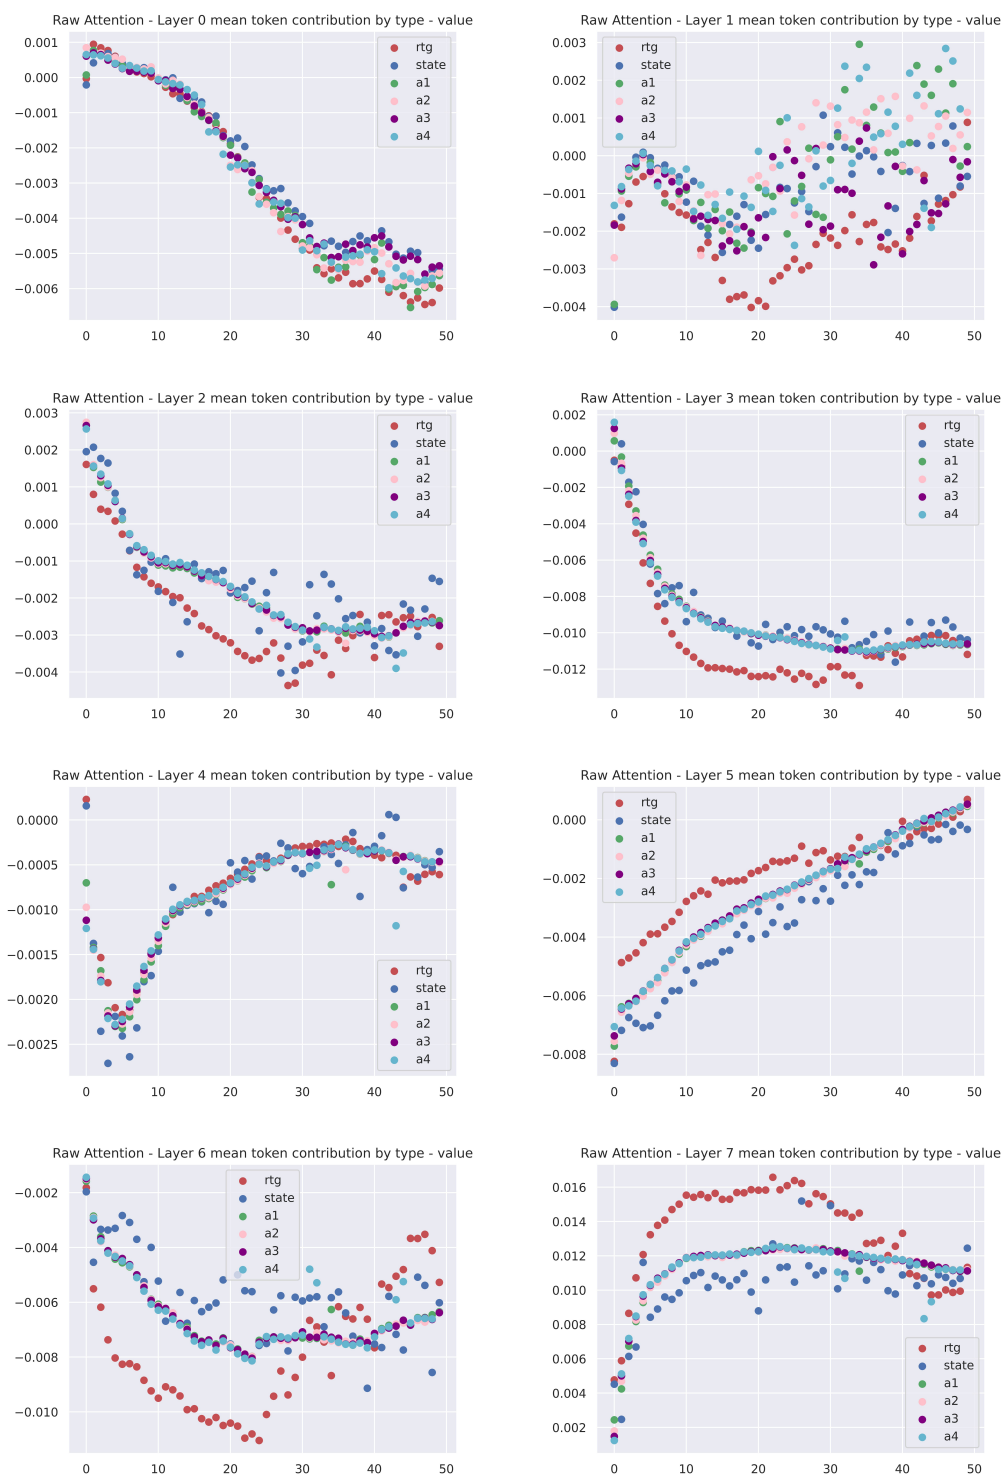 Raw Attention - Layer 0 mean token contribution by type - value
0.001
0.000
−0.001
−0.002
−0.003
−0.004
−0.005
−0.006
0 10 20 30 40 50
rtg
state
a1
a2
a3
a4
Raw Attention - Layer 1 mean token contribution by type - value
0.003
0.002
0.001
0.000
−0.001
−0.002
−0.003
−0.004
0 10 20 30 40 50
rtg
state
a1
a2
a3
a4
Raw Attention - Layer 2 mean token contribution by type - value
0.003
0.002
0.001
0.000
−0.001
−0.002
−0.003
−0.004
0 10 20 30 40 50
rtg
state
a1
a2
a3
a4
Raw Attention - Layer 3 mean token contribution by type - value
0.002
0.000
−0.002
−0.004
−0.006
−0.008
−0.010
−0.012
0 10 20 30 40 50
rtg
state
a1
a2
a3
a4
Raw Attention - Layer 4 mean token contribution by type - value
0.0000
−0.0005
−0.0010
−0.0015
−0.0020
−0.0025
0 10 20 30 40 50
rtg
state
a1
a2
a3
a4
Raw Attention - Layer 5 mean token contribution by type - value
0.000
−0.002
−0.004
−0.006
−0.008
0 10 20 30 40 50
rtg
state
a1
a2
a3
a4
Raw Attention - Layer 6 mean token contribution by type - value
−0.002
−0.004
−0.006
−0.008
−0.010
0 10 20 30 40 50
rtg
state
a1
a2
a3
a4
Raw Attention - Layer 7 mean token contribution by type - value
0.016
0.014
0.012
0.010
0.008
0.006
0.004
0.002
0 10 20 30 40 50
rtg
state
a1
a2
a3
a4